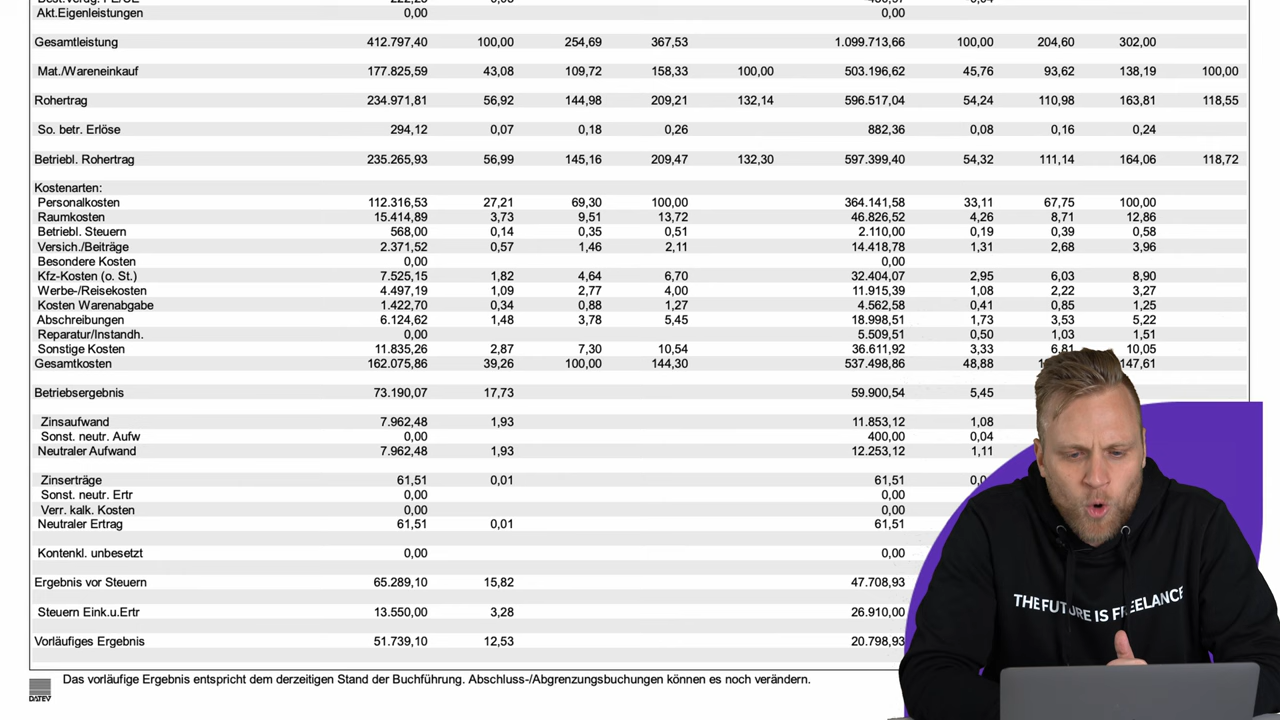 Akt.Eigenleistungen 0,00 0,00
Gesamtleistung 412.797,40 100,00 254,69 367,53 1.099.713,66 100,00 204,60 302,00
Mat./Wareneinkauf 177.825,59 43,08 109,72 158,33 100,00 503.196,62 45,76 93,62 138,19 100,00
Rohertrag 234.971,81 56,92 144,98 209,21 132,14 596.517,04 54,24 110,98 163,81 118,55
So. betr. Erlöse 294,12 0,07 0,18 0,26 882,36 0,08 0,16 0,24
Betriebl. Rohertrag 235.265,93 56,99 145,16 209,47 132,30 597.399,40 54,32 111,14 164,06 118,72
Kostenarten:
Personalkosten 112.316,53 27,21 69,30 100,00 364.141,58 33,11 67,75 100,00
Raumkosten 15.414,89 3,73 9,51 13,72 46.826,52 4,26 8,71 12,86
Betriebl. Steuern 568,00 0,14 0,35 0,51 2.110,00 0,19 0,39 0,58
Versich./Beiträge 2.371,52 0,57 1,46 2,11 14.418,78 1,31 2,68 3,96
Besondere Kosten 0,00 0,00
Kfz-Kosten (o. St.) 7.525,15 1,82 4,64 6,70 32.404,07 2,95 6,03 8,90
Werbe-/Reisekosten 4.497,19 1,09 2,77 4,00 11.915,39 1,08 2,22 3,27
Kosten Warenabgabe 1.422,70 0,34 0,88 1,27 4.562,58 0,41 0,85 1,25
Abschreibungen 6.124,62 1,48 3,78 5,45 18.998,51 1,73 3,53 5,22
Reparatur/Instandh. 0,00 5.509,51 0,50 1,03 1,51
Sonstige Kosten 11.835,26 2,87 7,30 10,54 36.611,92 3,33 6,81 10,05
Gesamtkosten 162.075,86 39,26 100,00 144,30 537.498,86 48,88 147,61
Betriebsergebnis 73.190,07 17,73 59.900,54 5,45
Zinsaufwand 7.962,48 1,93 11.853,12 1,08
Sonst. neutr. Aufw 0,00 400,00 0,04
Neutraler Aufwand 7.962,48 1,93 12.253,12 1,11
Zinserträge 61,51 0,01 61,51
Sonst. neutr. Ertr 0,00 0,00
Verr. kalk. Kosten 0,00 0,00
Neutraler Ertrag 61,51 0,01 61,51
Kontenkl. unbesetzt 0,00 0,00
Ergebnis vor Steuern 65.289,10 15,82 47.708,93
Steuern Eink.u.Ertr 13.550,00 3,28 26.910,00
Vorläufiges Ergebnis 51.739,10 12,53 20.798,93
Das vorläufige Ergebnis entspricht dem derzeitigen Stand der Buchführung. Abschluss-/Abgrenzungsbuchungen können es noch verändern.
DATEV
THE FUTURE IS FREELANCE